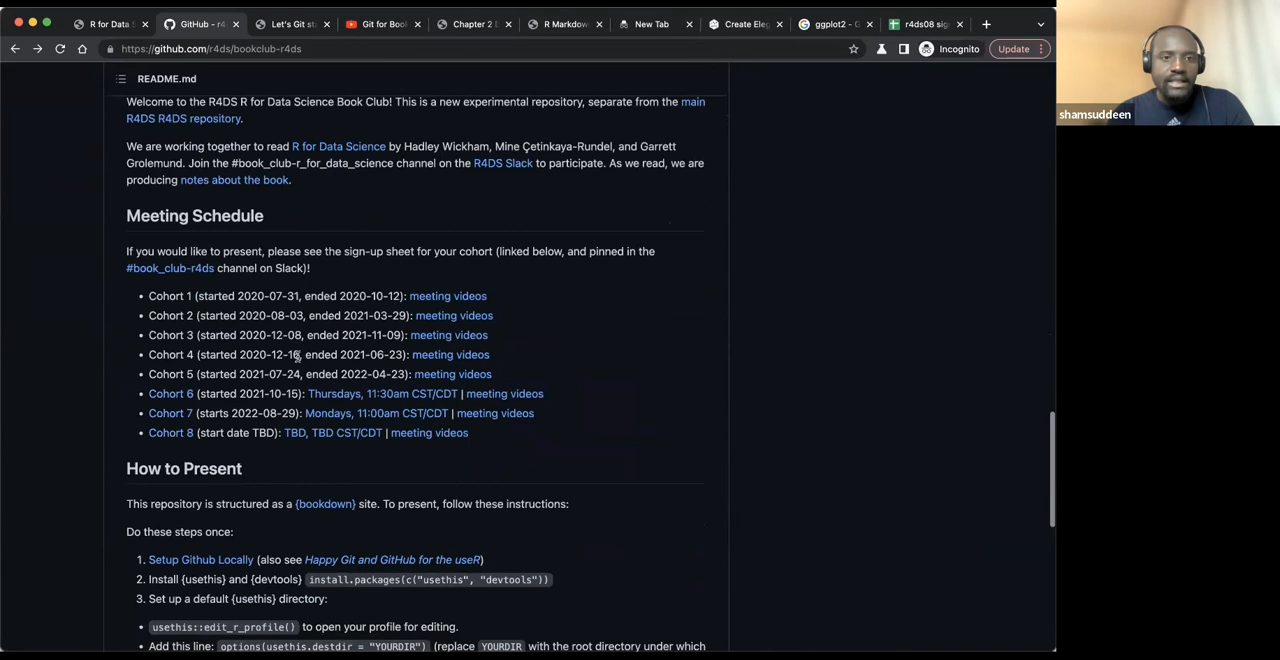 R for Data S
GitHub - r4
Let's Git st
Git for Boo
Chapter 2 D
R Markdow
New Tab
Create Eleg
ggplot2 - G
r4ds08 sig
https://github.com/r4ds/bookclub-r4ds
Incognito
Update
shamsuddeen
README.md
Welcome to the R4DS R for Data Science Book Club! This is a new experimental repository, separate from the main
R4DS R4DS repository.
We are working together to read R for Data Science by Hadley Wickham, Mine Çetinkaya-Rundel, and Garrett
Grolemund. Join the #book_club-r_for_data_science channel on the R4DS Slack to participate. As we read, we are
producing notes about the book.
Meeting Schedule
If you would like to present, please see the sign-up sheet for your cohort (linked below, and pinned in the
#book_club-r4ds channel on Slack)!
• Cohort 1 (started 2020-07-31, ended 2020-10-12): meeting videos
• Cohort 2 (started 2020-08-03, ended 2021-03-29): meeting videos
• Cohort 3 (started 2020-12-08, ended 2021-11-09): meeting videos
• Cohort 4 (started 2020-12-16, ended 2021-06-23): meeting videos
• Cohort 5 (started 2021-07-24, ended 2022-04-23): meeting videos
• Cohort 6 (started 2021-10-15): Thursdays, 11:30am CST/CDT | meeting videos
• Cohort 7 (starts 2022-08-29): Mondays, 11:00am CST/CDT | meeting videos
• Cohort 8 (start date TBD): TBD, TBD CST/CDT | meeting videos
How to Present
This repository is structured as a {bookdown} site. To present, follow these instructions:
Do these steps once:
1. Setup Github Locally (also see Happy Git and GitHub for the useR)
2. Install {usethis} and {devtools} install.packages(c("usethis", "devtools"))
3. Set up a default {usethis} directory:
• usethis::edit_r_profile() to open your profile for editing.
• Add this line: options(usethis.destdir = "YOURDIR") (replace YOURDIR with the root directory under which